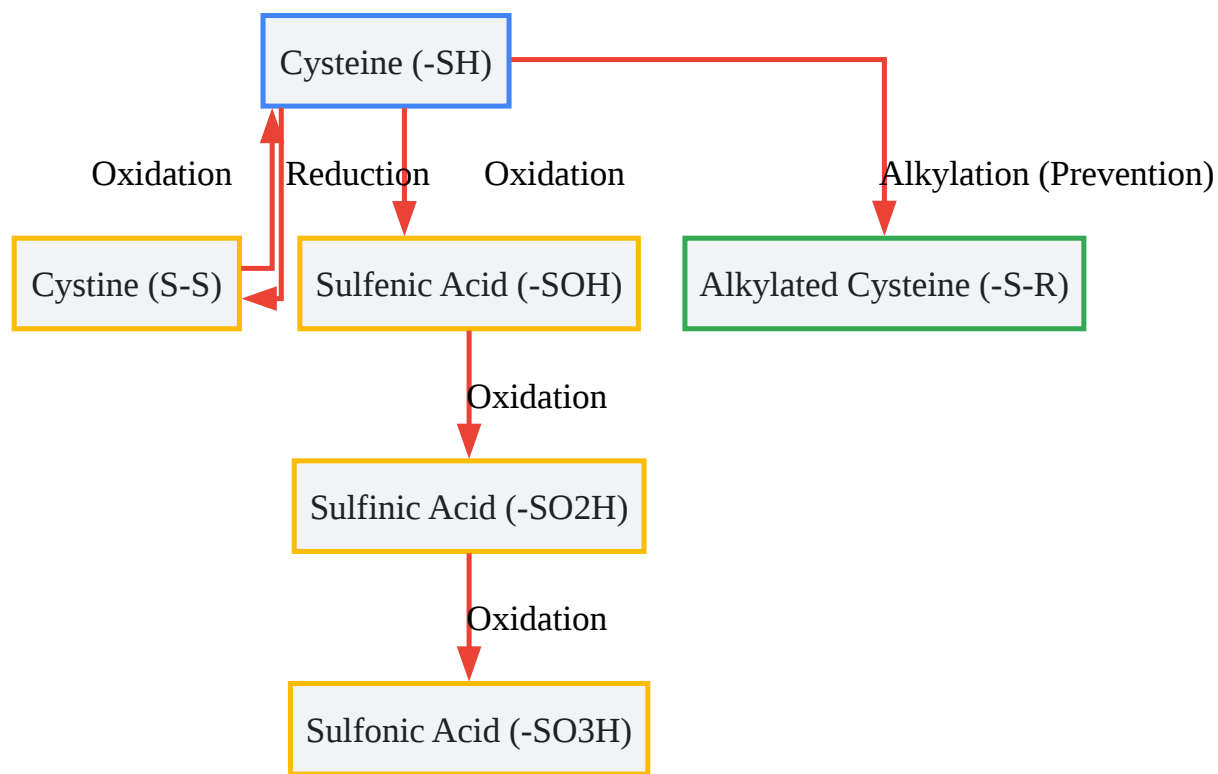 Cysteine (-SH)
Oxidation
Reduction
Oxidation
Alkylation (Prevention)
Cystine (S-S)
Sulfenic Acid (-SOH)
Alkylated Cysteine (-S-R)
Oxidation
Sulfinic Acid (-SO2H)
Oxidation
Sulfonic Acid (-SO3H)